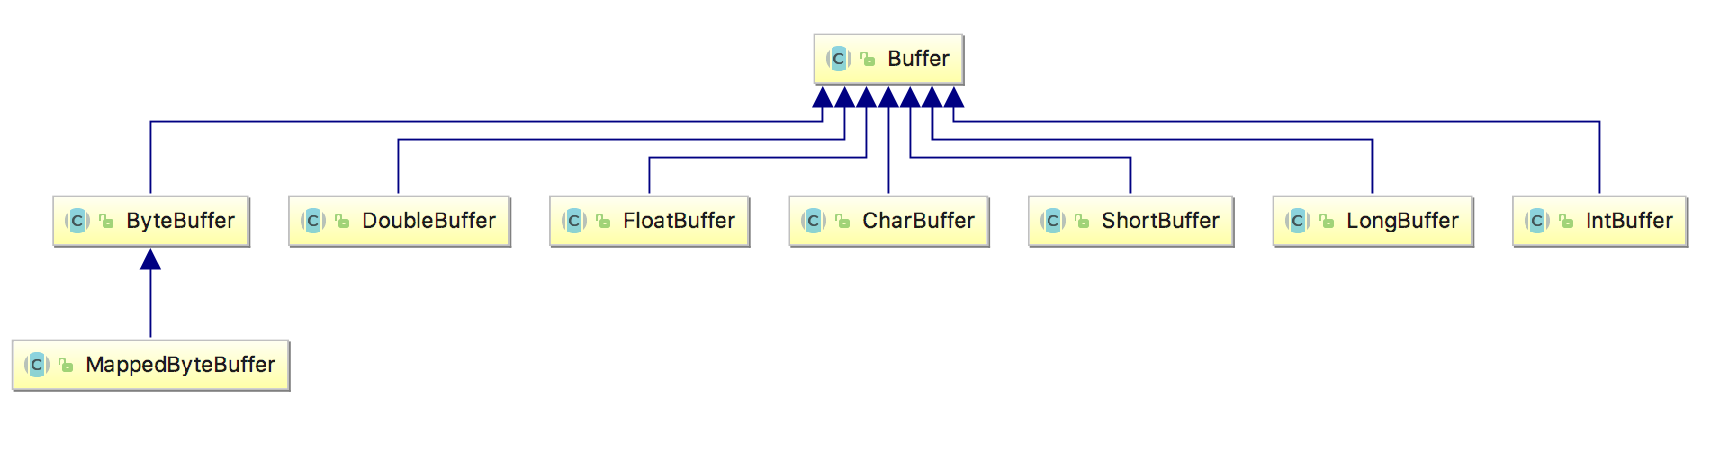 C Buffer
C ByteBuffer C DoubleBuffer C FloatBuffer C CharBuffer C ShortBuffer C LongBuffer C IntBuffer
C MappedByteBuffer